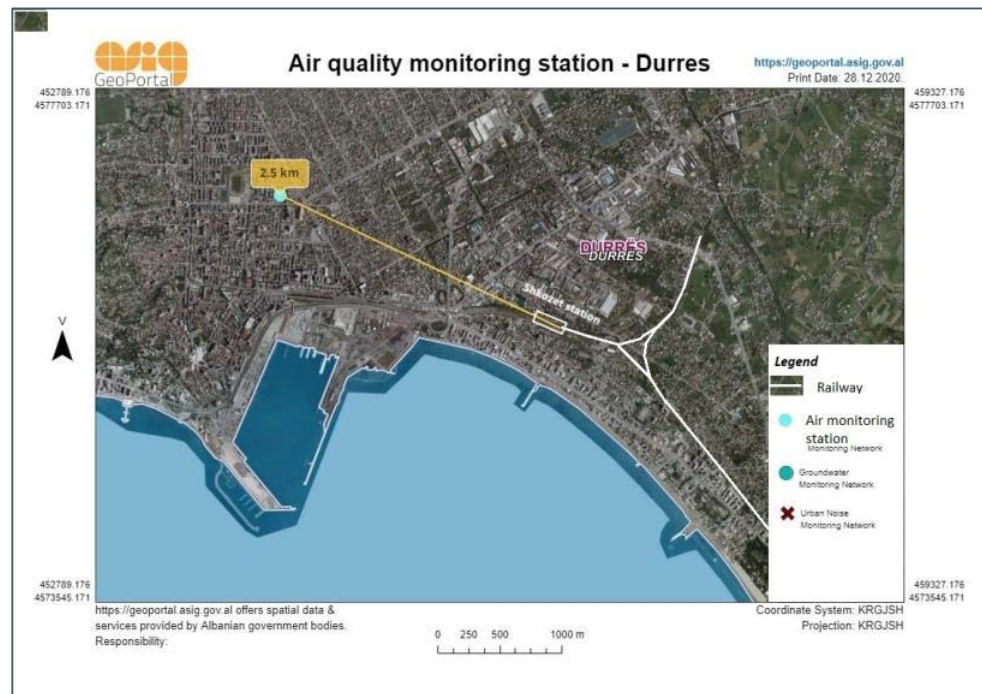 asig
GeoPortal
Air quality monitoring station - Durres
https://geoportal.asig.gov.al
Print Date: 28.12.2020.
452789.176
4577703.171
459327.176
4577703.171
2.5 km
DURRËS
DURRËS
Shkozet station
V
Legend
Railway
Air monitoring
station
Monitoring Network
Groundwater
Monitoring Network
Urban Noise
Monitoring Network
452789.176
4573545.171
459327.176
4573545.171
https://geoportal.asig.gov.al offers spatial data &
services provided by Albanian government bodies.
Responsibility:
0 250 500 1000 m
Coordinate System: KRGJSH
Projection: KRGJSH